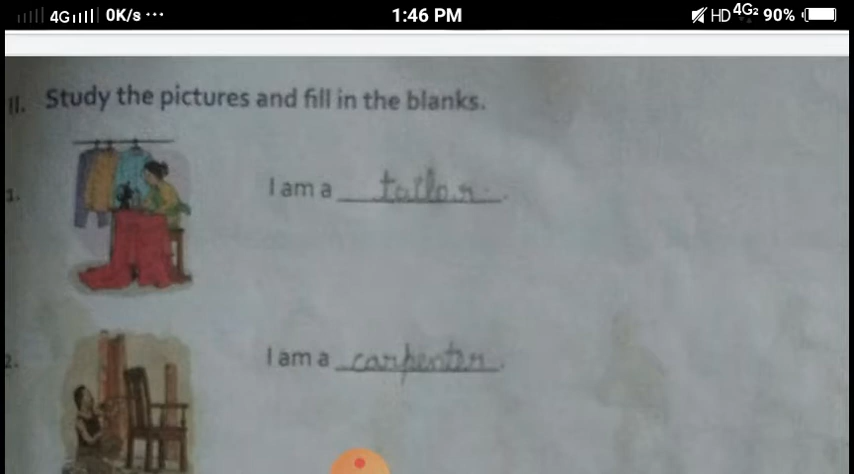 4G 0K/s ... 1:46 PM HD 4G2 90%
II. Study the pictures and fill in the blanks.
1. I am a tailor.
2. I am a carpenter.